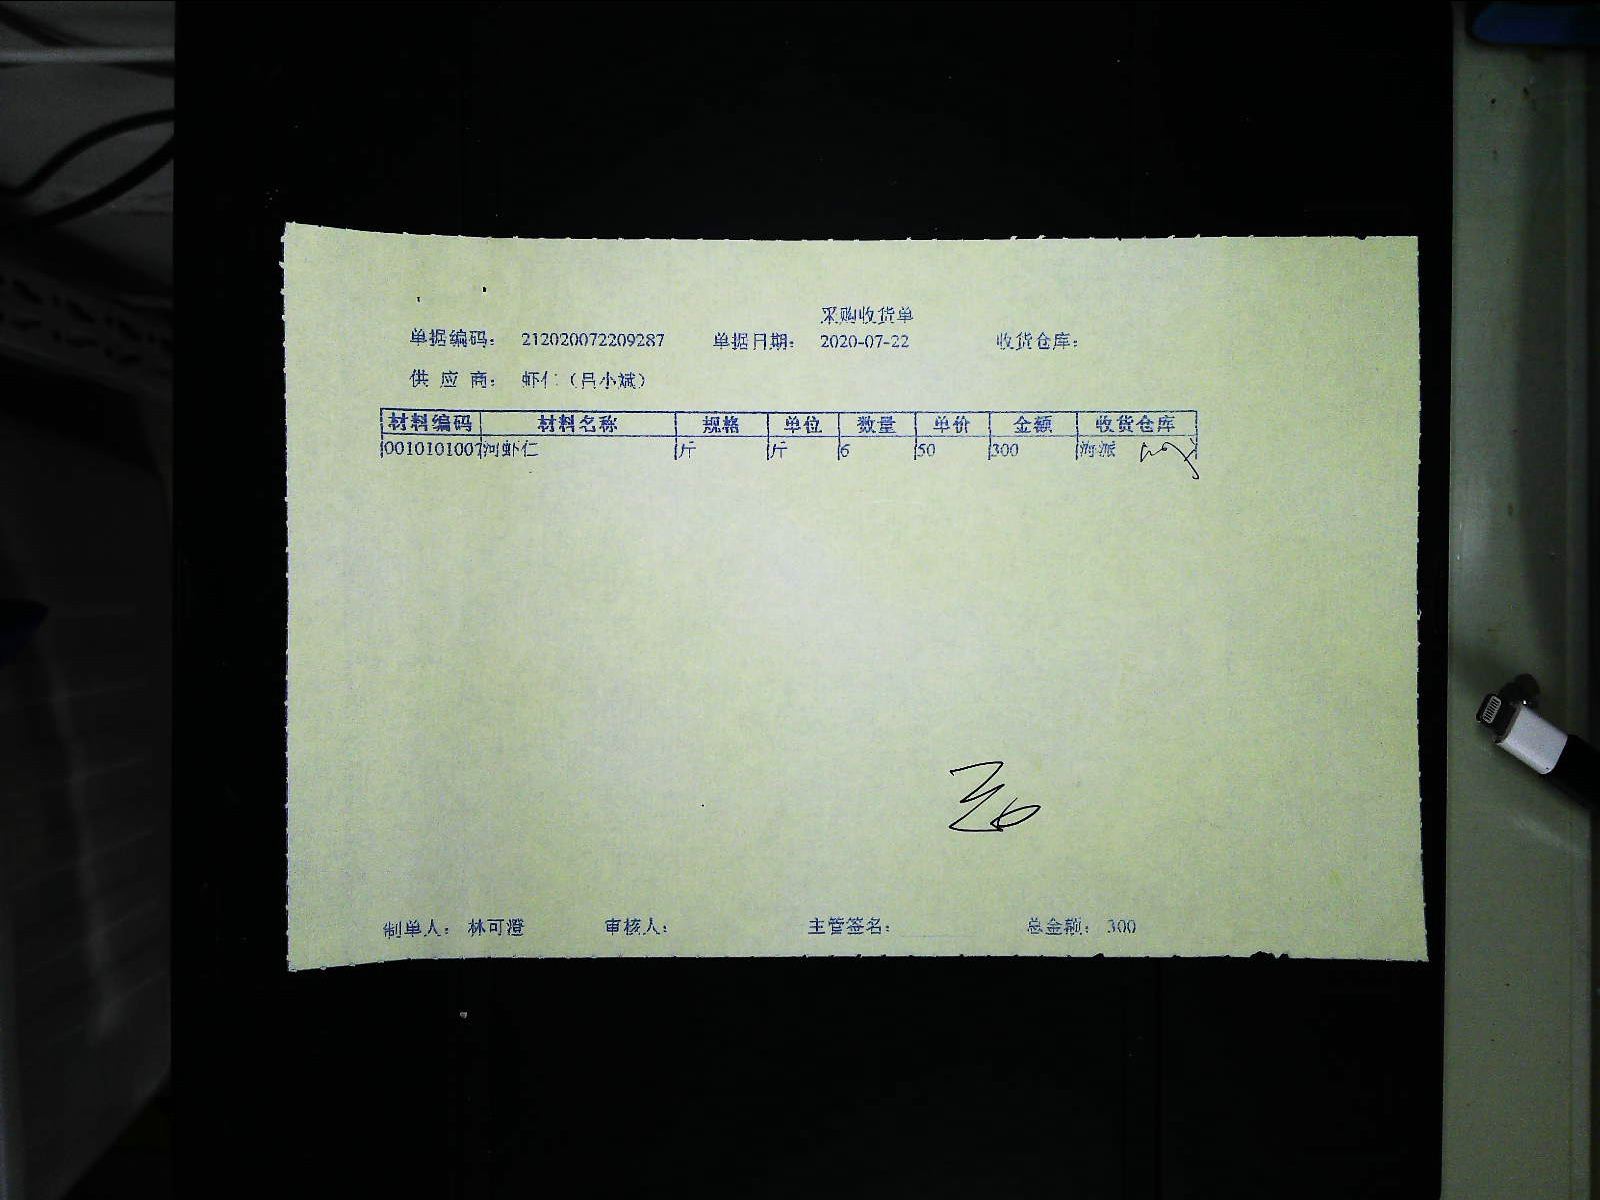 采购收货单
单据编码： 212020072209287 单据日期： 2020-07-22 收货仓库：
供 应 商： 虾仁（吕小斌）
材料编码 材料名称 规格 单位 数量 单价 金额 收货仓库
0010101007 河虾仁 斤 斤 6 50 300 海派
制单人： 林可澄 审核人： 主管签名： 总金额： 300